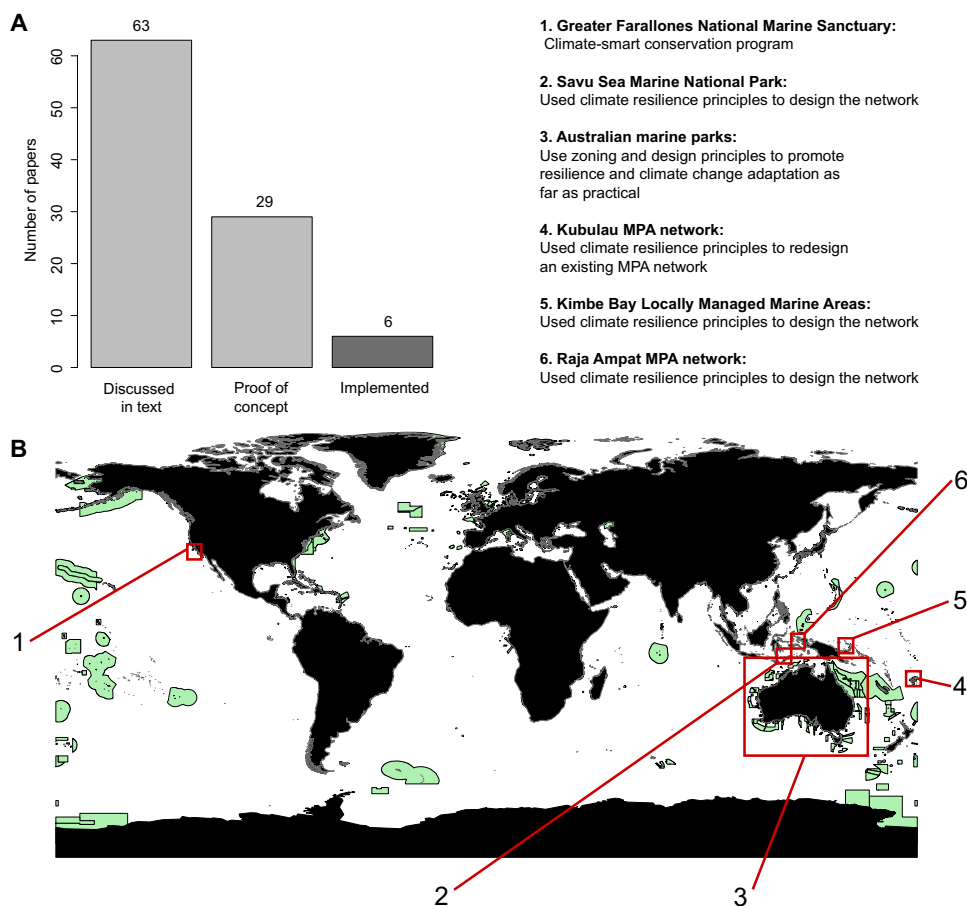 A
Number of papers
0
10
20
30
40
50
60
63
29
6
Discussed
in text
Proof of
concept
Implemented
1. Greater Farallones National Marine Sanctuary:
Climate-smart conservation program
2. Savu Sea Marine National Park:
Used climate resilience principles to design the network
3. Australian marine parks:
Use zoning and design principles to promote
resilience and climate change adaptation as
far as practical
4. Kubulau MPA network:
Used climate resilience principles to redesign
an existing MPA network
5. Kimbe Bay Locally Managed Marine Areas:
Used climate resilience principles to design the network
6. Raja Ampat MPA network:
Used climate resilience principles to design the network
B
6
5
1
4
2
3